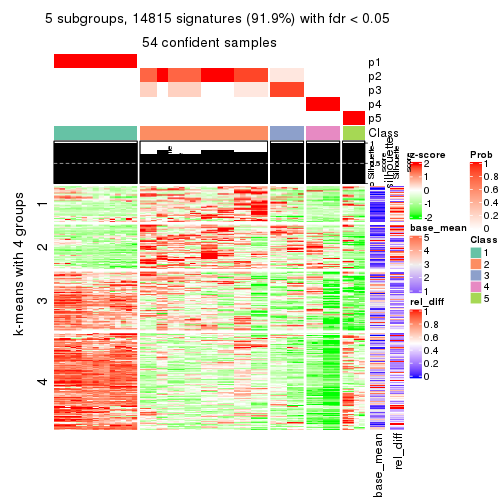 5 subgroups, 14815 signatures (91.9%) with fdr < 0.05
54 confident samples
p1
p2
p3
p4
p5
Class
silhouette
score
k-means with 4 groups
1
2
3
4
base_mean
rel_diff
z-score
2
1
0
-1
-2
base_mean
5
4
3
2
1
rel_diff
1
0.8
0.6
0.4
0.2
0
Prob
1
0.8
0.6
0.4
0.2
0
Class
1
2
3
4
5